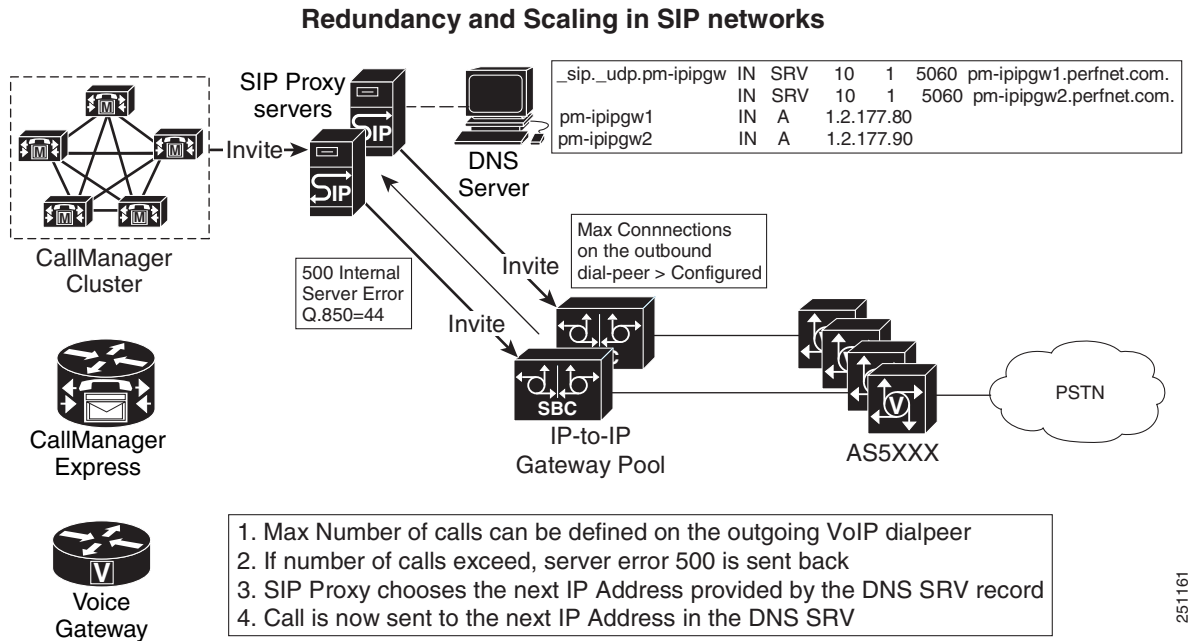 Redundancy and Scaling in SIP networks
SIP Proxy
servers
_sip._udp.pm-ipipgw IN SRV 10 1 5060 pm-ipipgw1.perfnet.com.
IN SRV 10 1 5060 pm-ipipgw2.perfnet.com.
pm-ipipgw1 IN A 1.2.177.80
pm-ipipgw2 IN A 1.2.177.90
M
M
M
M
M
Invite
SIP
SIP
DNS
Server
CallManager
Cluster
500 Internal
Server Error
Q.850=44
Invite
Invite
Max Connnections
on the outbound
dial-peer > Configured
C
SBC
IP-to-IP
Gateway Pool
V
AS5XXX
PSTN
CallManager
Express
V
Voice
Gateway
1. Max Number of calls can be defined on the outgoing VoIP dialpeer
2. If number of calls exceed, server error 500 is sent back
3. SIP Proxy chooses the next IP Address provided by the DNS SRV record
4. Call is now sent to the next IP Address in the DNS SRV
251161